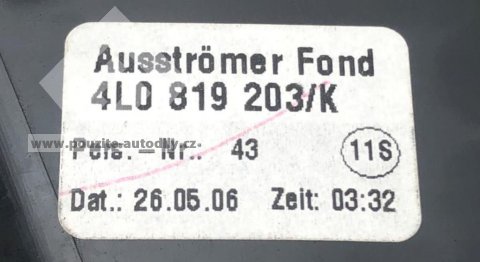 Ausströmer Fond
4L0 819 203/K
www.pouzite-autodily.cz
Pers.-Nr.: 43 11S
Dat.: 26.05.06 Zeit: 03:32